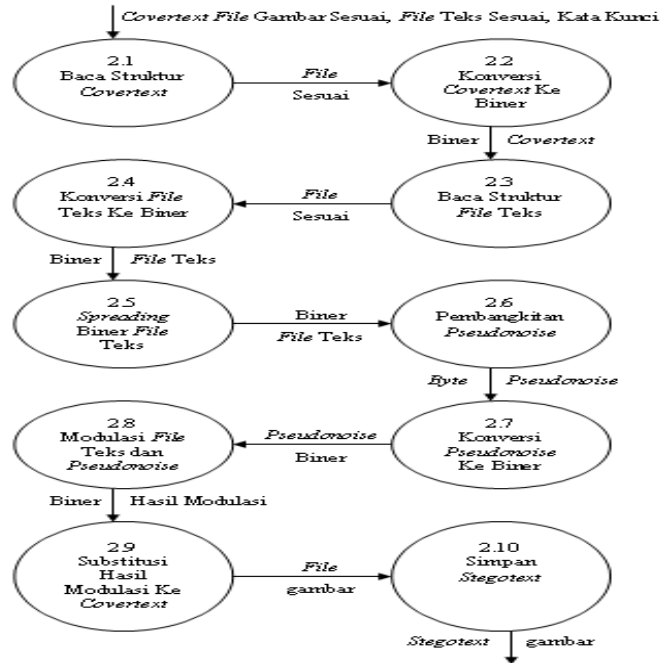 Covertext File Gambar Sesuai, File Teks Sesuai, Kata Kunci
2.1
Baca Struktur
Covertext
File
Sesuai
2.2
Konversi
Covertext Ke
Biner
Biner Covertext
2.3
Baca Struktur
File Teks
File
Sesuai
2.4
Konversi File
Teks Ke Biner
Biner File Teks
2.5
Spreading
Biner File
Teks
Biner
File Teks
2.6
Pembangkitan
Pseudonoise
Byte Pseudonoise
2.7
Konversi
Pseudonoise
Ke Biner
Pseudonoise
Biner
2.8
Modulasi File
Teks dan
Pseudonoise
Biner Hasil Modulasi
2.9
Substitusi
Hasil
Modulasi Ke
Covertext
File
gambar
2.10
Simpan
Stegotext
Stegotext gambar